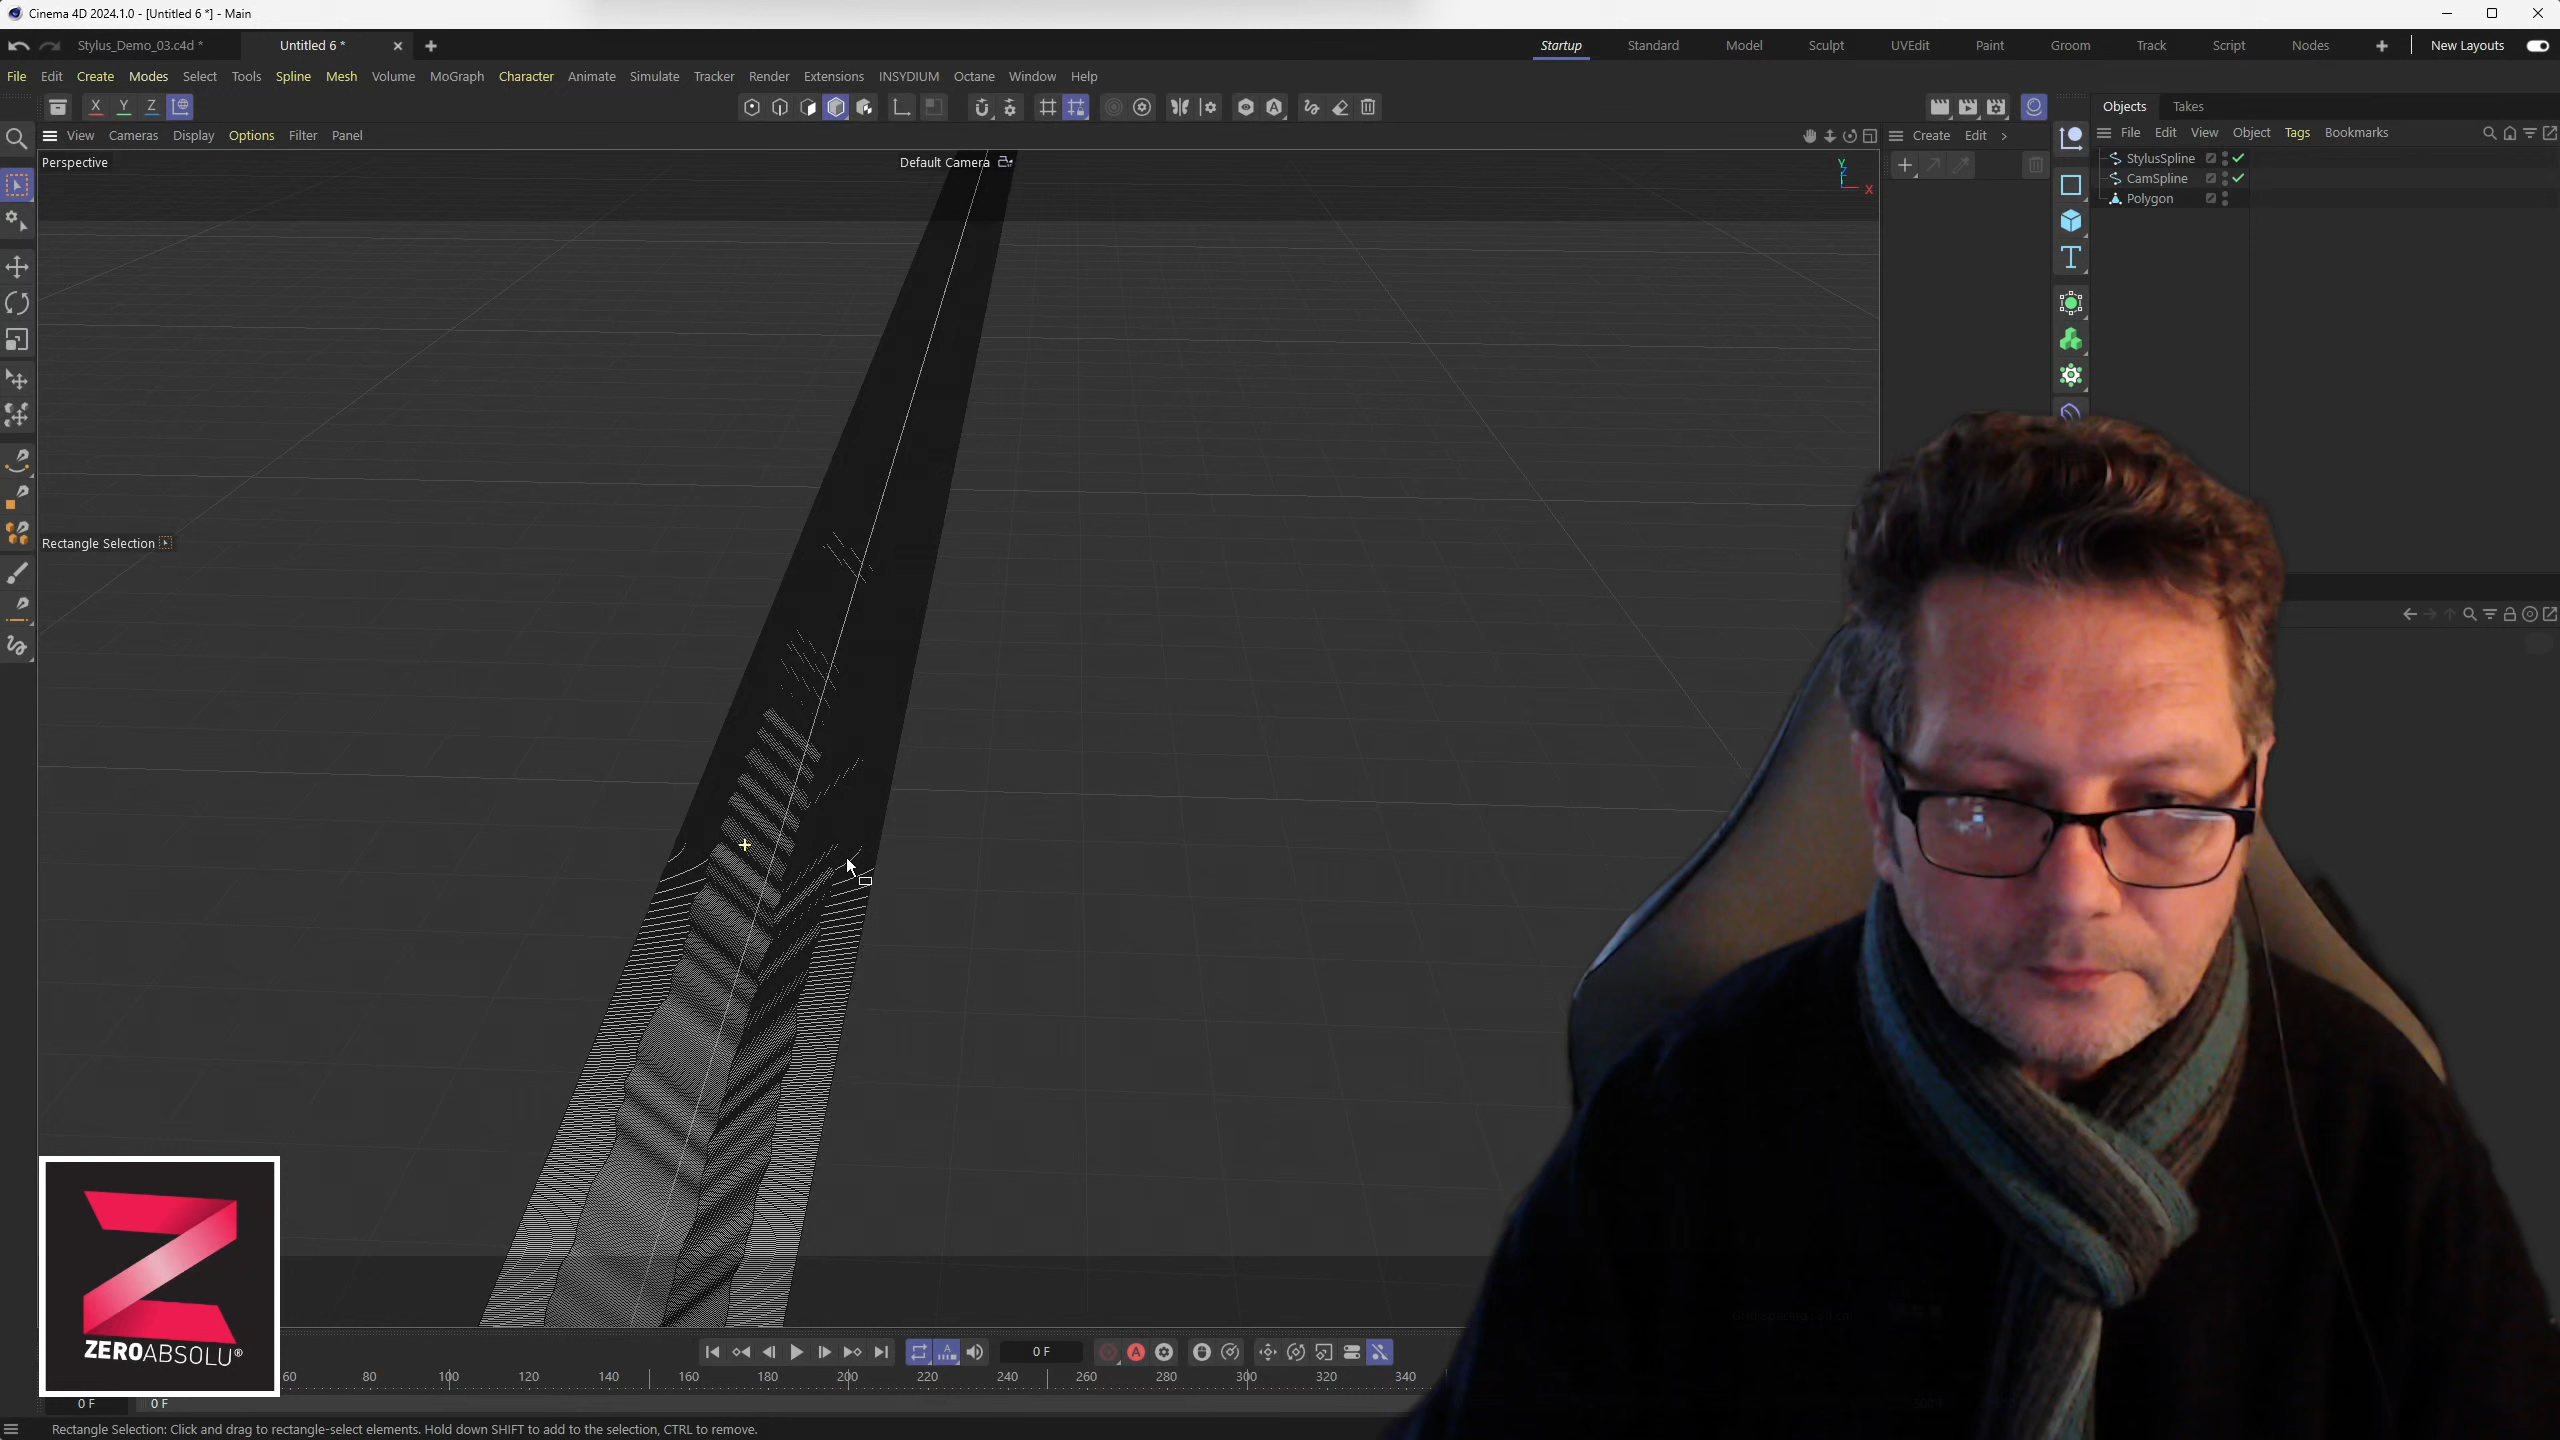 Cinema 4D 2024.1.0 - [Untitled 6 *] - Main
Stylus_Demo_03.c4d * Untitled 6 * Startup Standard Model Sculpt UVEdit Paint Groom Track Script Nodes New Layouts
File Edit Create Modes Select Tools Spline Mesh Volume MoGraph Character Animate Simulate Tracker Render Extensions INSYDIUM Octane Window Help
X Y Z Objects Takes
View Cameras Display Options Filter Panel Create Edit File Edit View Object Tags Bookmarks
Perspective Default Camera
Y
Z
X
StylusSpline
CamSpline
Polygon
Rectangle Selection
ZEROABSOLU®
0 F
60 80 100 120 140 160 180 200 220 240 260 280 300 320 340
0 F 0 F
Rectangle Selection: Click and drag to rectangle-select elements. Hold down SHIFT to add to the selection, CTRL to remove.